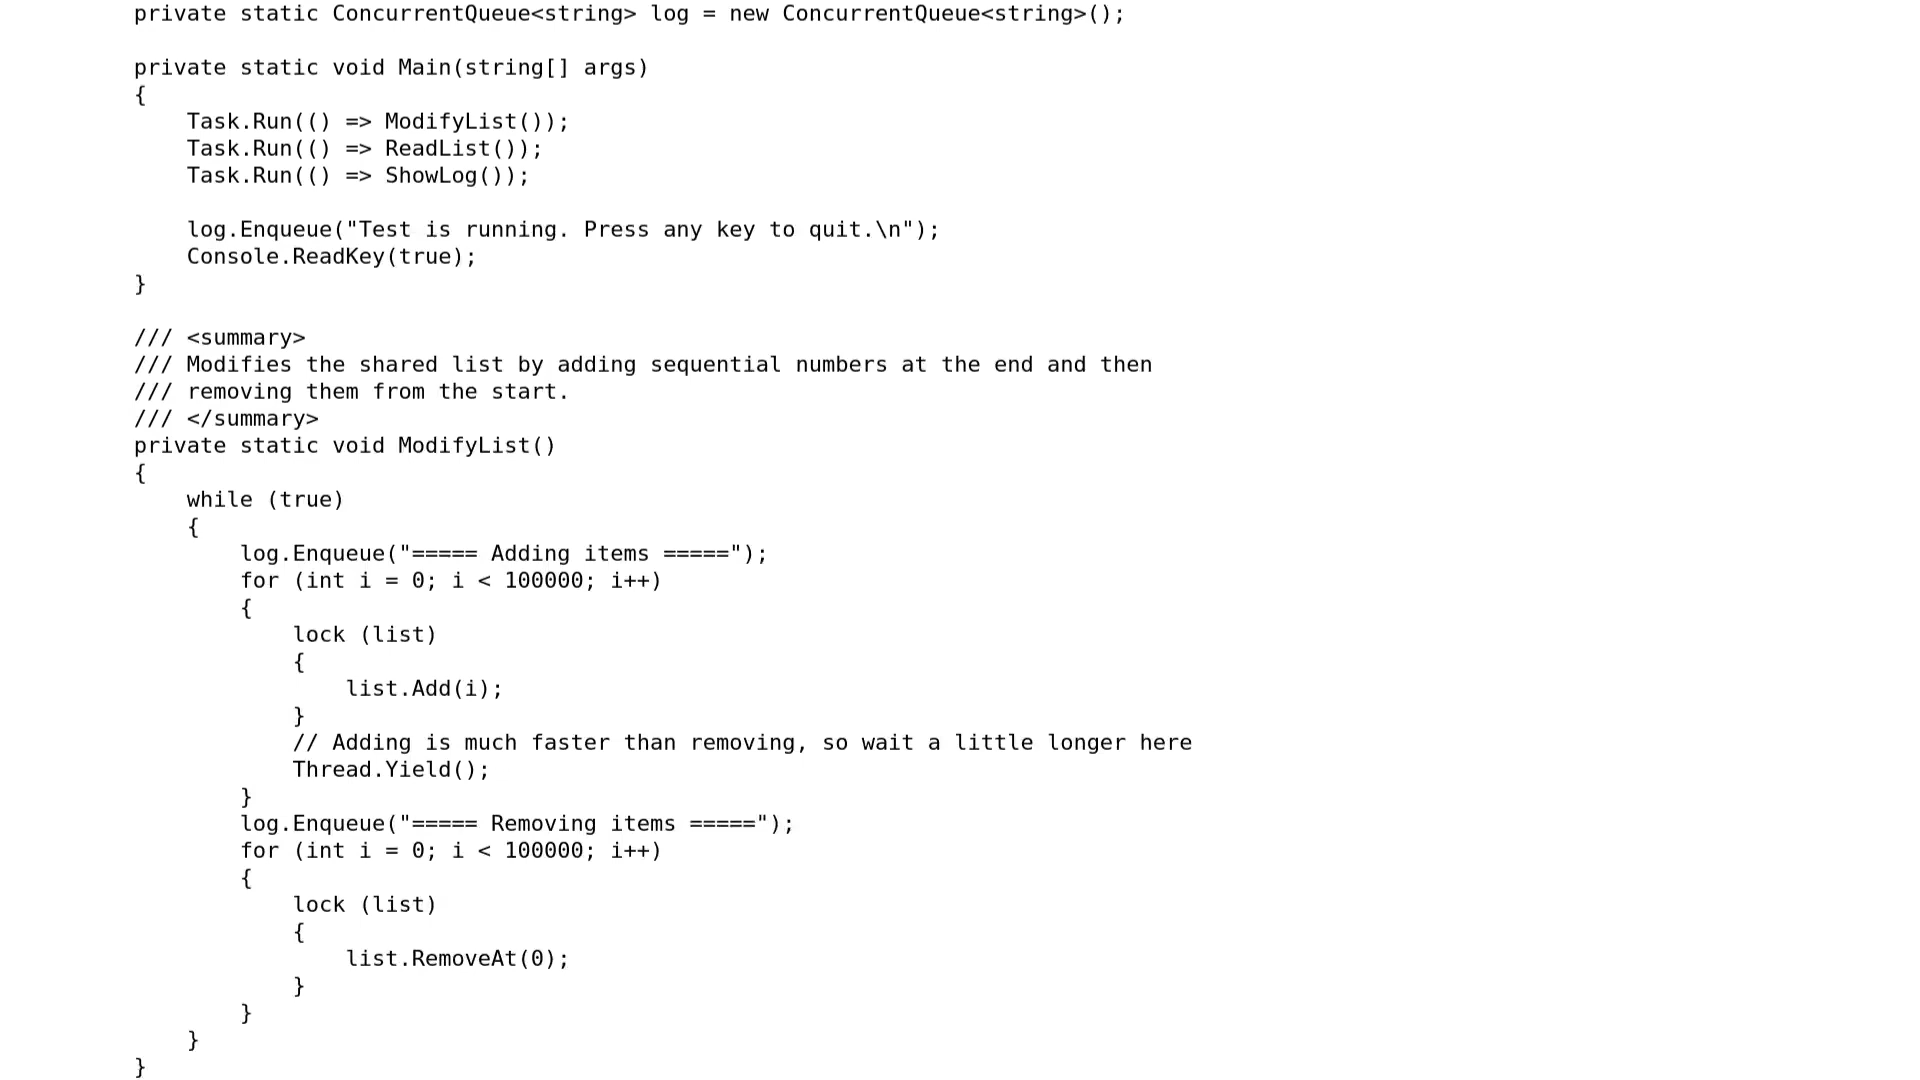 private static ConcurrentQueue<string> log = new ConcurrentQueue<string>();
private static void Main(string[] args)
{
Task.Run(() => ModifyList());
Task.Run(() => ReadList());
Task.Run(() => ShowLog());
log.Enqueue("Test is running. Press any key to quit.\n");
Console.ReadKey(true);
}
/// <summary>
/// Modifies the shared list by adding sequential numbers at the end and then
/// removing them from the start.
/// </summary>
private static void ModifyList()
{
while (true)
{
log.Enqueue("===== Adding items =====");
for (int i = 0; i < 100000; i++)
{
lock (list)
{
list.Add(i);
}
// Adding is much faster than removing, so wait a little longer here
Thread.Yield();
}
log.Enqueue("===== Removing items =====");
for (int i = 0; i < 100000; i++)
{
lock (list)
{
list.RemoveAt(0);
}
}
}
}